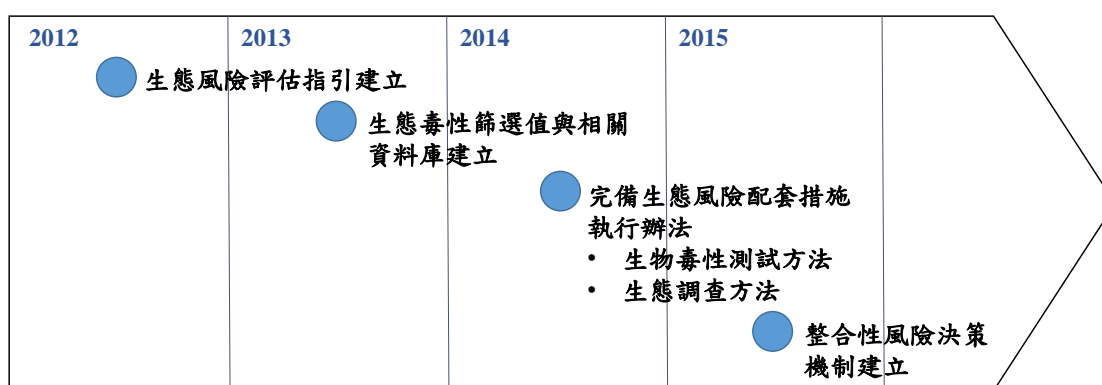 2012
2013
2014
2015
生態風險評估指引建立
生態毒性篩選值與相關
資料庫建立
完備生態風險配套措施
執行辦法
• 生物毒性測試方法
• 生態調查方法
整合性風險決策
機制建立